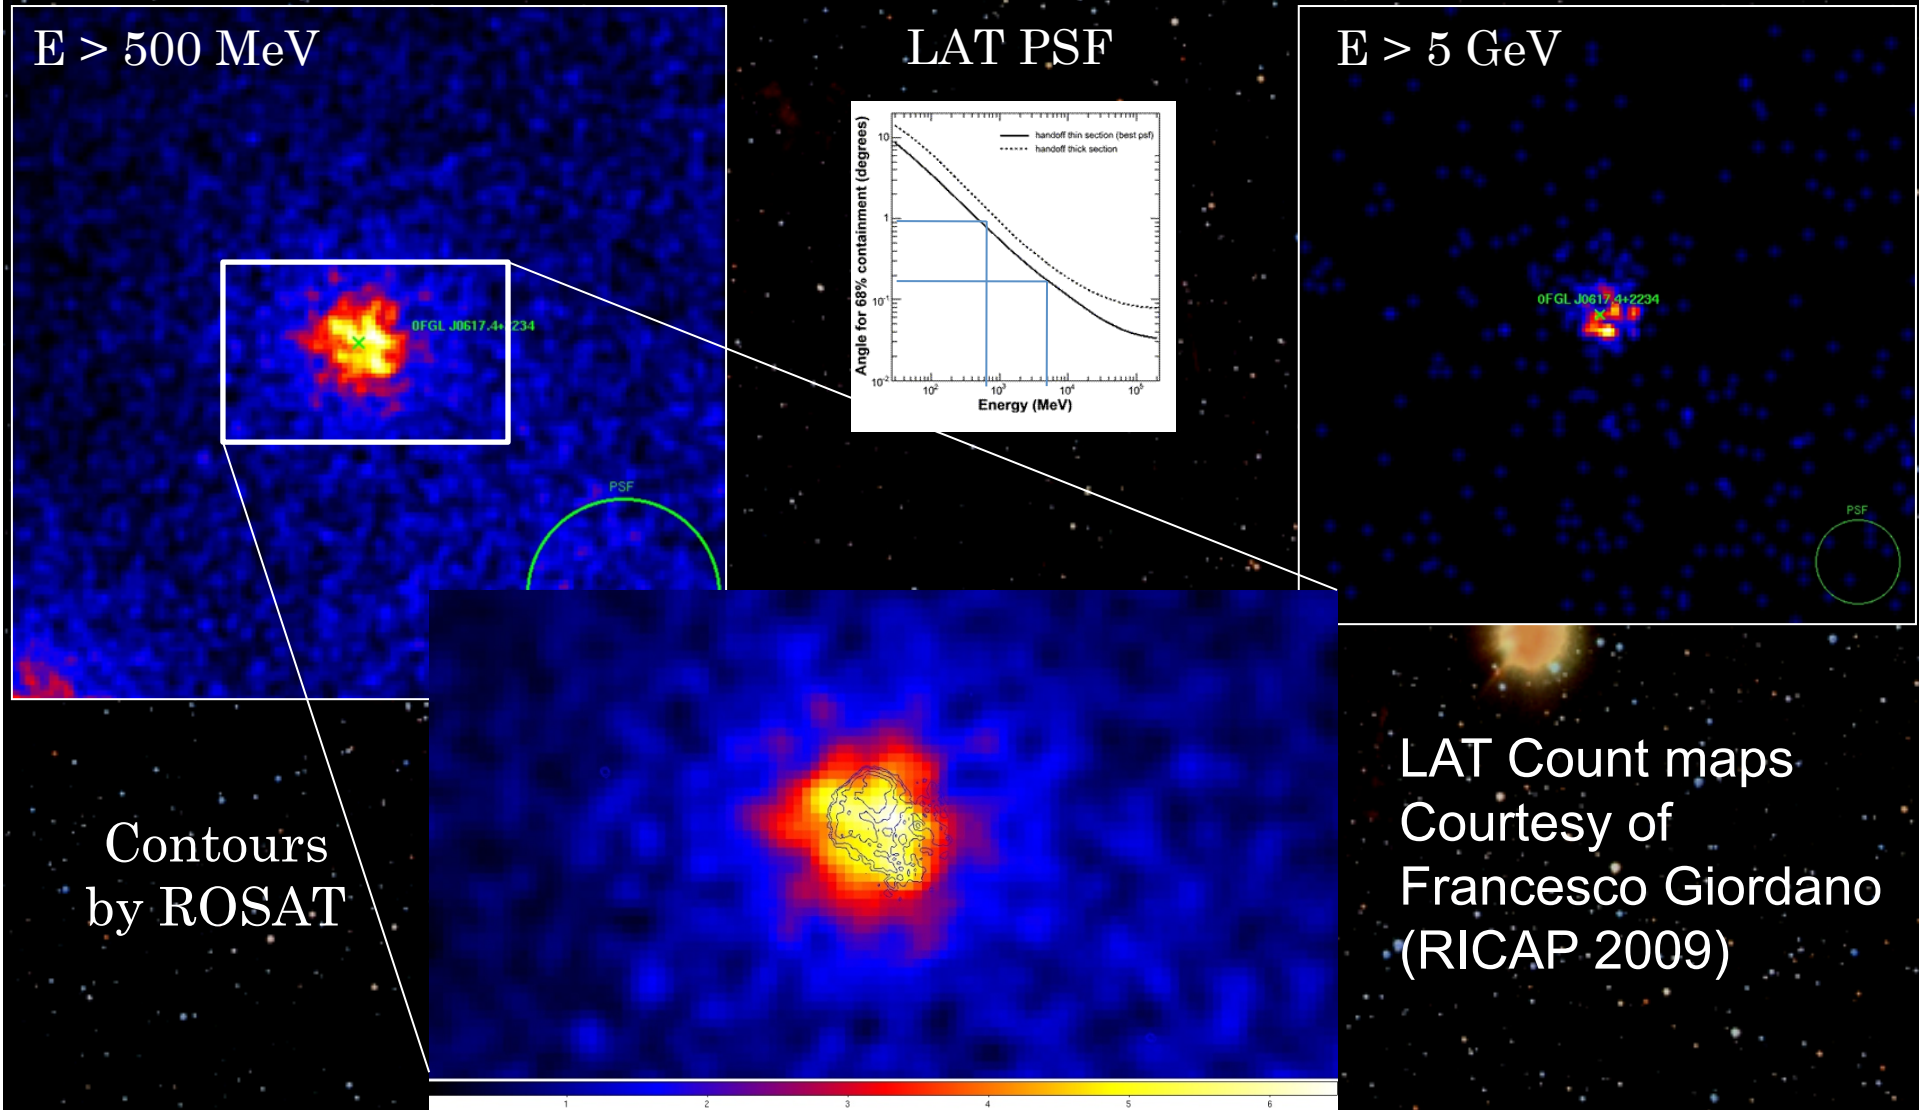 E > 500 MeV
LAT PSF
E > 5 GeV
Angle for 68% containment (degrees)
handoff thin section (best psf)
handoff thick section
10
1
10-1
10-2
10²
10³
10⁴
10⁵
Energy (MeV)
0FGL J0617.4+2234
0FGL J0617.4+2234
PSF
PSF
Contours
by ROSAT
LAT Count maps
Courtesy of
Francesco Giordano
(RICAP 2009)
1 2 3 4 5 6